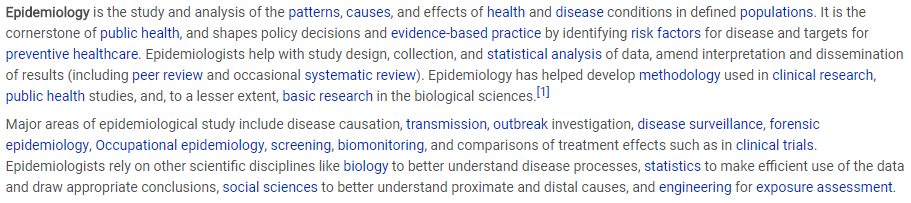 Epidemiology is the study and analysis of the patterns, causes, and effects of health and disease conditions in defined populations. It is the
cornerstone of public health, and shapes policy decisions and evidence-based practice by identifying risk factors for disease and targets for
preventive healthcare. Epidemiologists help with study design, collection, and statistical analysis of data, amend interpretation and dissemination
of results (including peer review and occasional systematic review). Epidemiology has helped develop methodology used in clinical research,
public health studies, and, to a lesser extent, basic research in the biological sciences.[1]
Major areas of epidemiological study include disease causation, transmission, outbreak investigation, disease surveillance, forensic
epidemiology, Occupational epidemiology, screening, biomonitoring, and comparisons of treatment effects such as in clinical trials.
Epidemiologists rely on other scientific disciplines like biology to better understand disease processes, statistics to make efficient use of the data
and draw appropriate conclusions, social sciences to better understand proximate and distal causes, and engineering for exposure assessment.